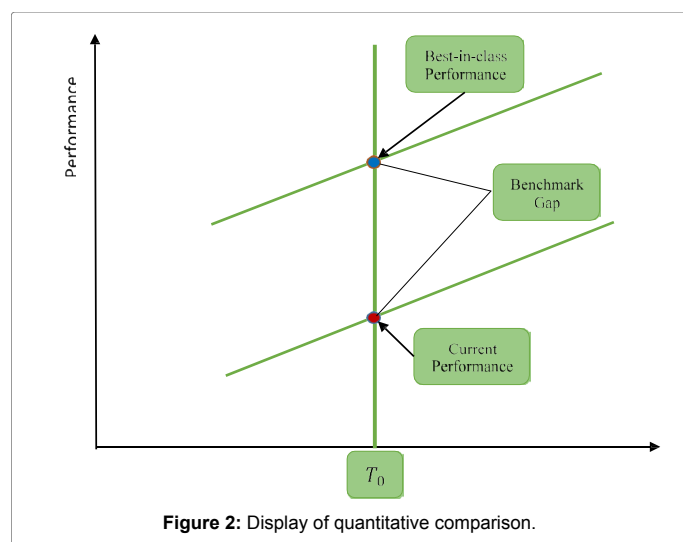 Best-in-class
Performance
Performance
Benchmark
Gap
Current
Performance
T0
Figure 2: Display of quantitative comparison.